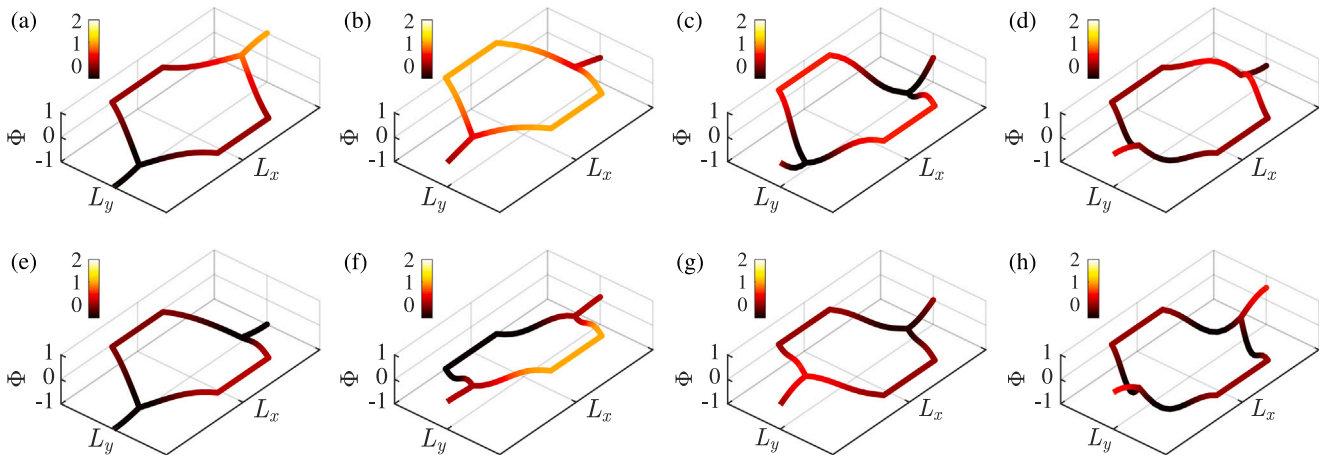 (a) 2 1 0 1 0 -1 Φ L_y L_x
(b) 2 1 0 1 0 -1 Φ L_y L_x
(c) 2 1 0 1 0 -1 Φ L_y L_x
(d) 2 1 0 1 0 -1 Φ L_y L_x
(e) 2 1 0 1 0 -1 Φ L_y L_x
(f) 2 1 0 1 0 -1 Φ L_y L_x
(g) 2 1 0 1 0 -1 Φ L_y L_x
(h) 2 1 0 1 0 -1 Φ L_y L_x